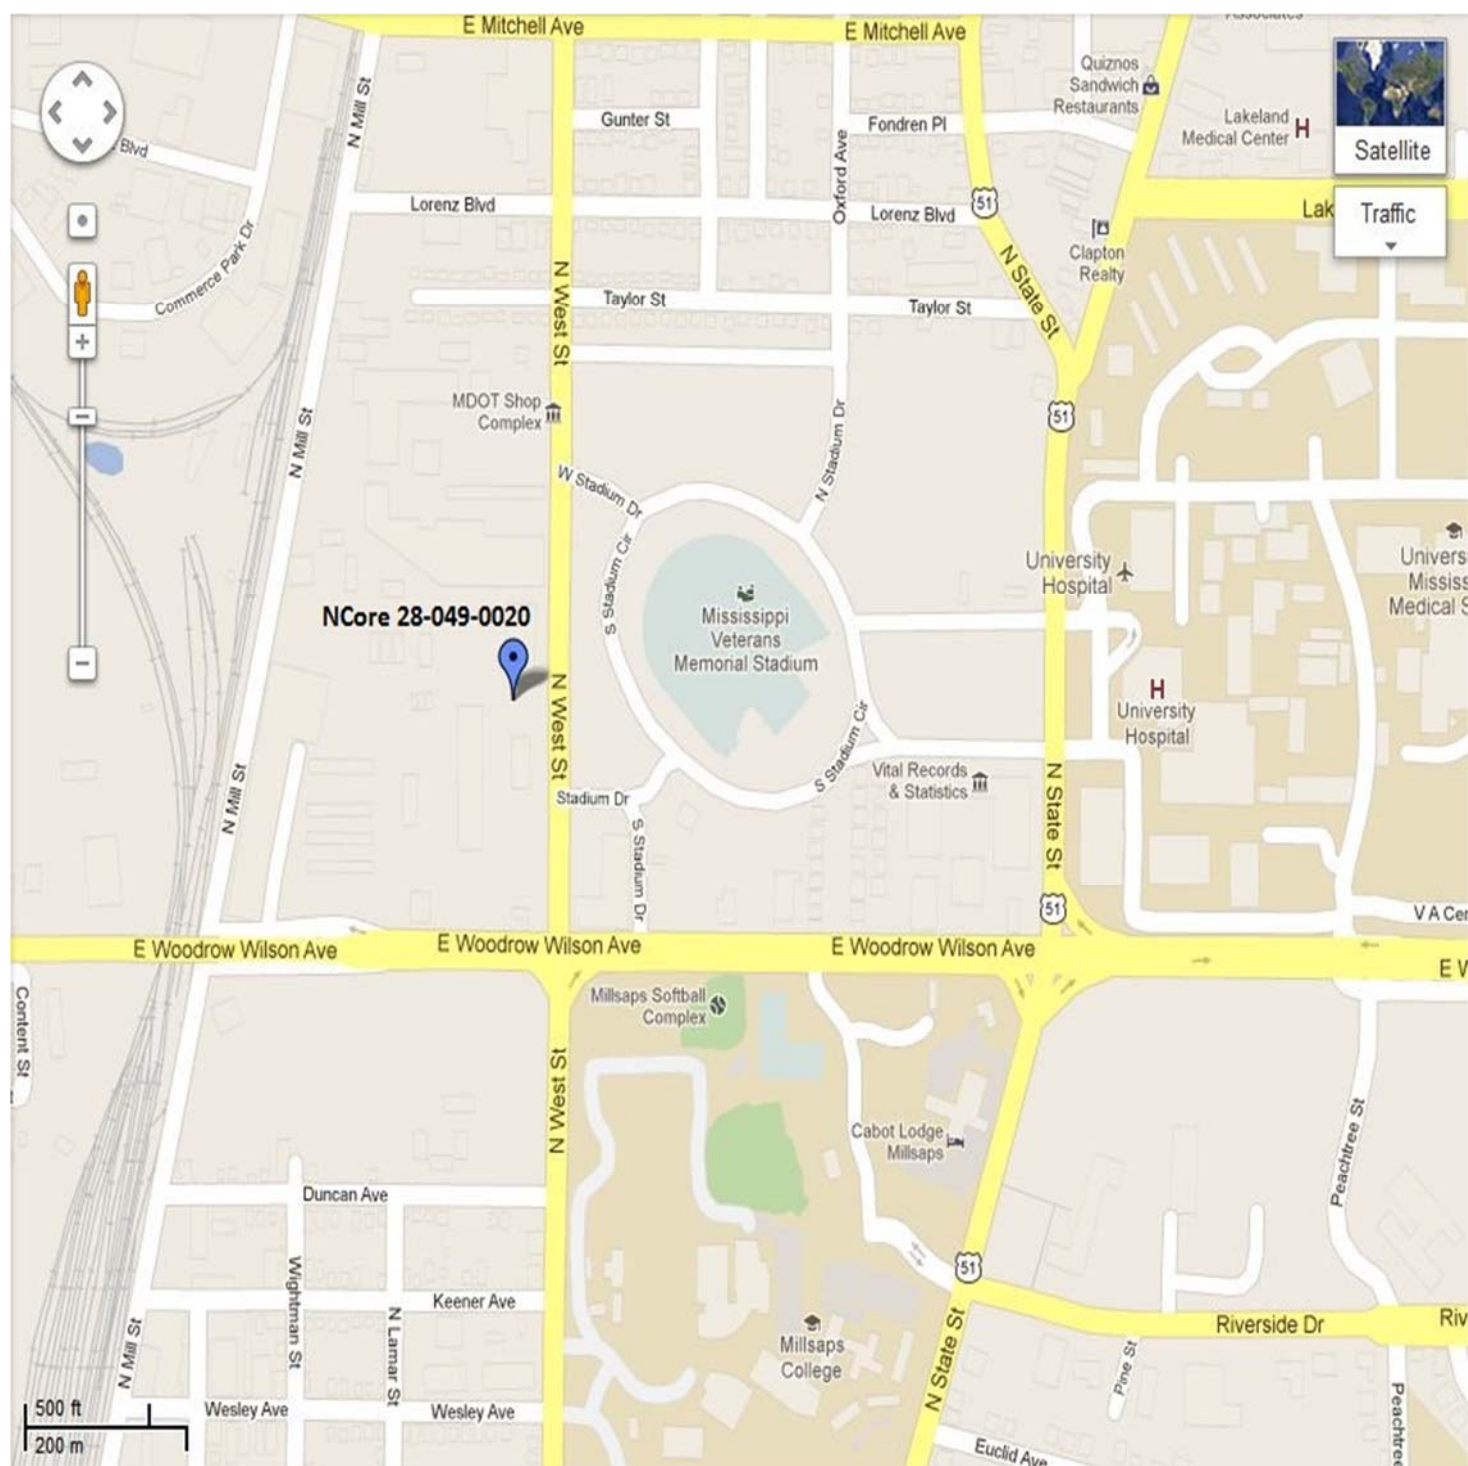 Associates
E Mitchell Ave
E Mitchell Ave
Quiznos
Sandwich
Restaurants
N Mill St
Gunter St
Fondren Pl
Lakeland
Medical Center H
Satellite
Blvd
Oxford Ave
Lorenz Blvd
51
Lorenz Blvd
Lak
Traffic
Commerce Park Dr
Clapton
Realty
N State St
N West St
Taylor St
Taylor St
MDOT Shop
Complex
51
N Mill St
N Stadium Dr
W Stadium Dr
S Stadium Cir
University
Hospital
Univers
Mississ
Medical S
NCore 28-049-0020
Mississippi
Veterans
Memorial Stadium
H
University
Hospital
N West St
S Stadium Cir
N Mill St
Vital Records
& Statistics
Stadium Dr
S Stadium Dr
N State St
51
V A Cer
E Woodrow Wilson Ave
E Woodrow Wilson Ave
E Woodrow Wilson Ave
E W
Content St
Millsaps Softball
Complex
N West St
Cabot Lodge
Millsaps
Peachtree St
Duncan Ave
51
Wightman St
Keener Ave
N Lamar St
N Mill St
Millsaps
College
Riverside Dr
Riv
N State St
Pine St
Peachtree
500 ft
200 m
Wesley Ave
Wesley Ave
Euclid Ave